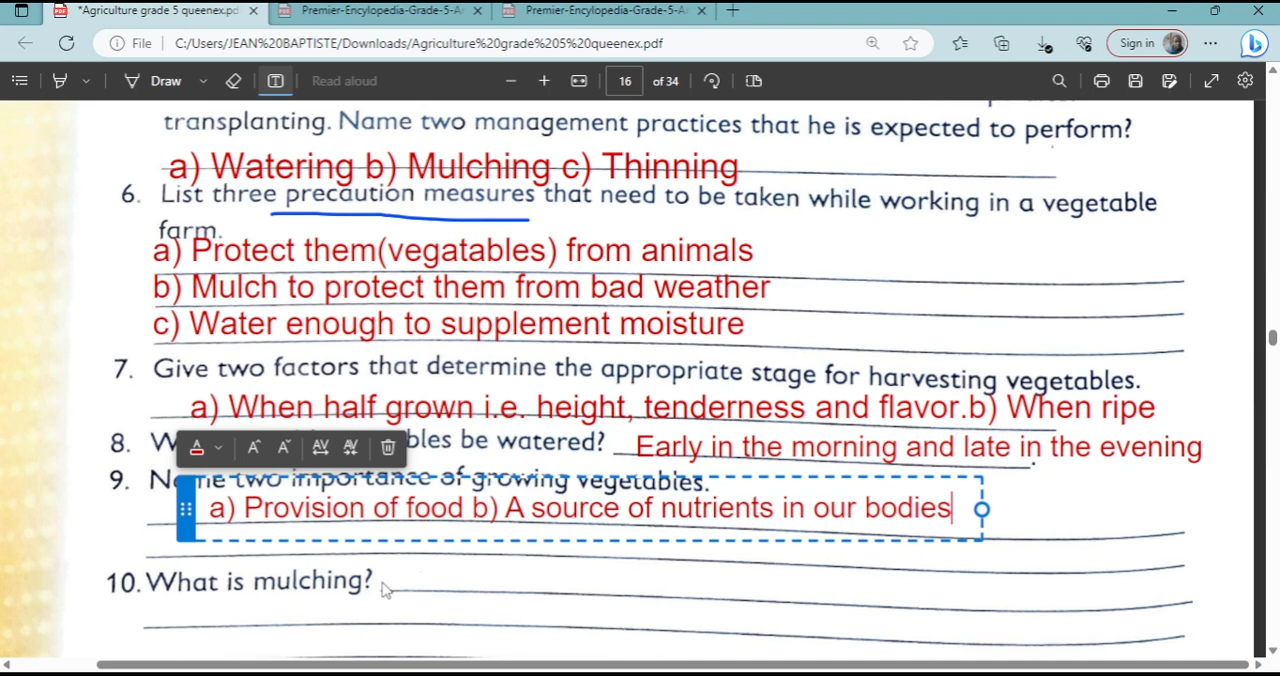 *Agriculture grade 5 queenex.pd
Premier-Encylopedia-Grade-5-A
Premier-Encylopedia-Grade-5-A
File
C:/Users/JEAN%20BAPTISTE/Downloads/Agriculture%20grade%205%20queenex.pdf
Sign in
Draw
Read aloud
16 of 34
transplanting. Name two management practices that he is expected to perform?
a) Watering b) Mulching c) Thinning
6. List three precaution measures that need to be taken while working in a vegetable
farm.
a) Protect them(vegatables) from animals
b) Mulch to protect them from bad weather
c) Water enough to supplement moisture
7. Give two factors that determine the appropriate stage for harvesting vegetables.
a) When half grown i.e. height, tenderness and flavor.b) When ripe
8. W bles be watered? Early in the morning and late in the evening
9. Name two importance of growing vegetables.
a) Provision of food b) A source of nutrients in our bodies
10. What is mulching?